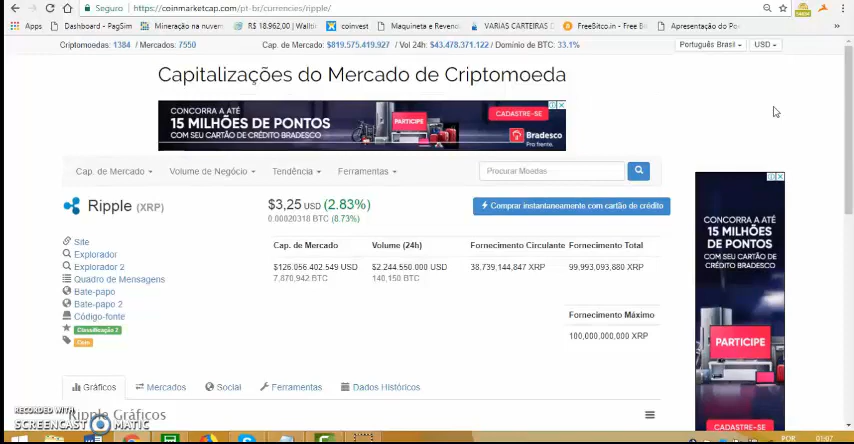 Seguro https://coinmarketcap.com/pt-br/currencies/ripple/
Apps Dashboard - PagSim Mineração na nuvem R$ 18.962,00 | Walltim coinvest Maquineta e Revend VARIAS CARTEIRAS D FreeBitco.in - Free B Apresentação do Po
Criptomoedas: 1384 / Mercados: 7550 Cap. de Mercado: $819.575.419.927 / Vol 24h: $43.478.371.122 / Domínio de BTC: 33.1% Português Brasil USD
Capitalizações do Mercado de Criptomoeda
CONCORRA A ATÉ
15 MILHÕES DE PONTOS
COM SEU CARTÃO DE CRÉDITO BRADESCO
PARTICIPE
CADASTRE-SE
Bradesco
Pra frente.
Cap. de Mercado Volume de Negócio Tendência Ferramentas Procurar Moedas
Ripple (XRP) $3,25 USD (2.83%)
0.00020318 BTC (8.73%)
Comprar instantaneamente com cartão de crédito
Site
Explorador
Explorador 2
Quadro de Mensagens
Bate-papo
Bate-papo 2
Código-fonte
Classificação 2
Coin
Cap. de Mercado Volume (24h) Fornecimento Circulante Fornecimento Total
$126.056.402.549 USD $2.244.550.000 USD 38,739,144,847 XRP 99,993,093,880 XRP
7,870,942 BTC 140,150 BTC
Fornecimento Máximo
100,000,000,000 XRP
CONCORRA A ATÉ
15 MILHÕES
DE PONTOS
COM SEU CARTÃO
DE CRÉDITO BRADESCO
PARTICIPE
CADASTRE-SE
Gráficos Mercados Social Ferramentas Dados Históricos
Ripple Gráficos
RECORDED WITH
SCREENCAST MATIC
POR 01:07